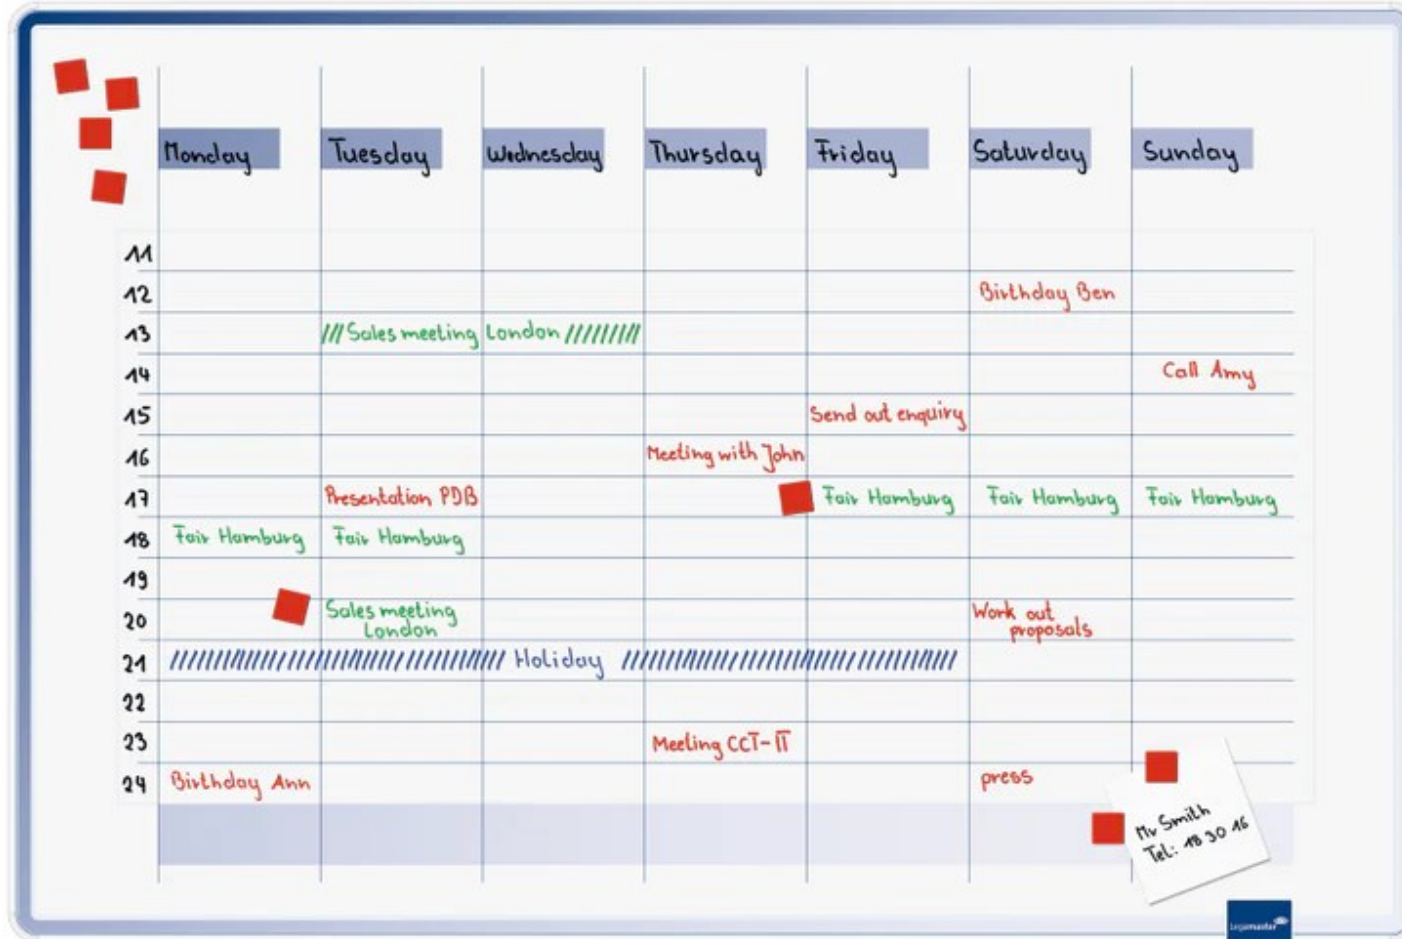 Monday Tuesday Wednesday Thursday Friday Saturday Sunday
11
12 Birthday Ben
13 Sales meeting London
14 Call Amy
15 Send out enquiry
16 Meeting with John
17 Presentation PDB Fair Hamburg Fair Hamburg Fair Hamburg
18 Fair Hamburg Fair Hamburg
19
20 Sales meeting Work out
London proposals
21 Holiday
22
23 Meeting CCT-IT
24 Birthday Ann press
Mr Smith
Tel: 18 30 16
Legamaster